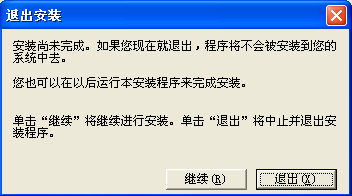 退出安装
安装尚未完成。如果您现在就退出，程序将不会被安装到您的
系统中去。
您也可以在以后运行本安装程序来完成安装。
单击“继续”将继续进行安装。单击“退出”将中止并退出安
装程序。
继续(R)
退出(X)